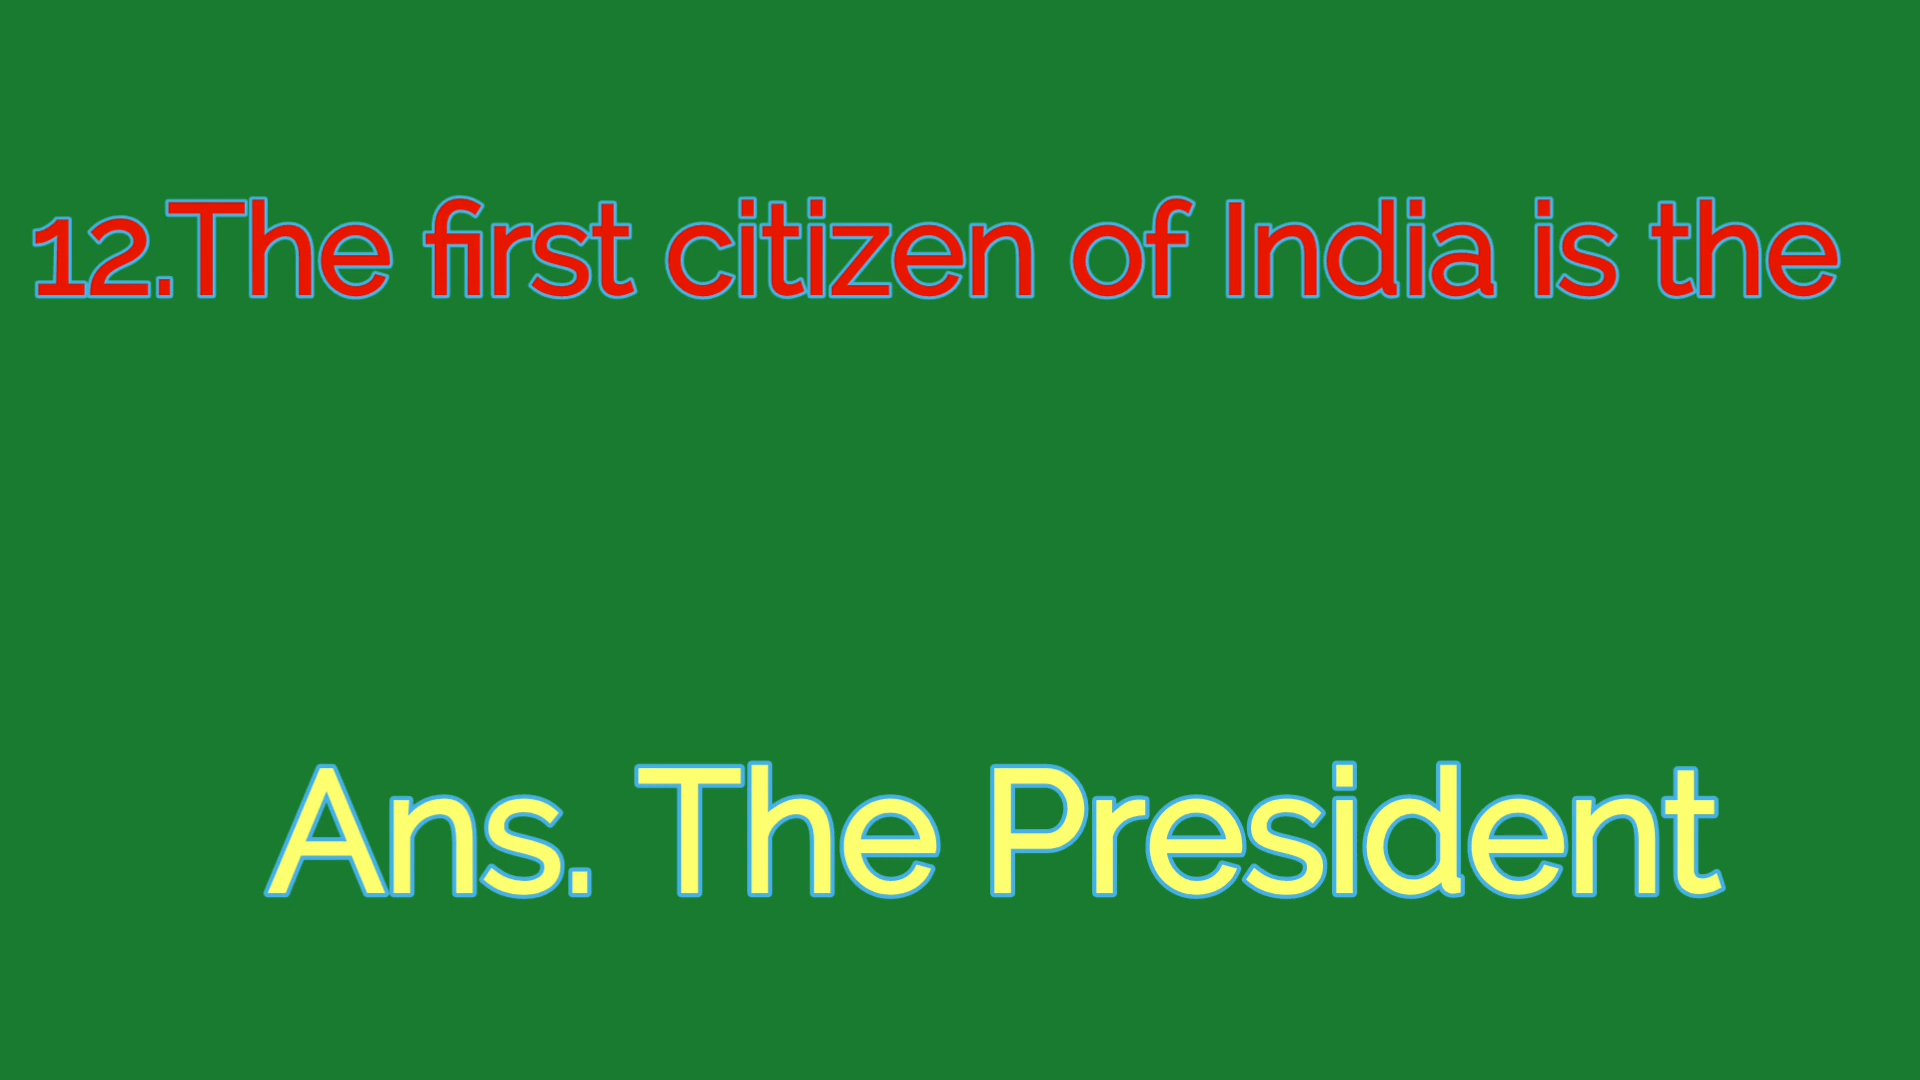 12.The first citizen of India is the
Ans. The President